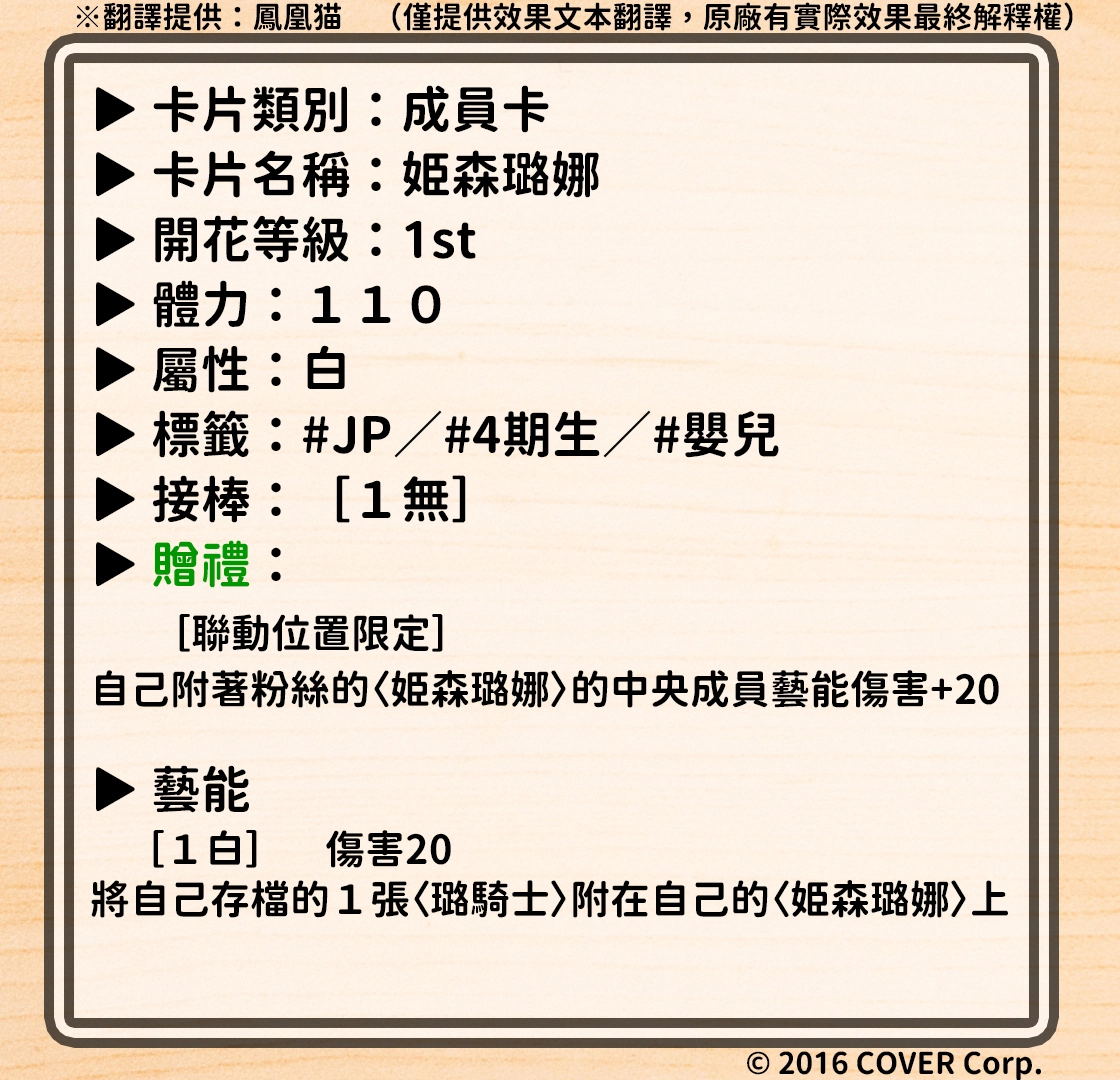 ※翻譯提供：鳳凰猫　（僅提供效果文本翻譯，原廠有實際效果最終解釋權）
▶ 卡片類別：成員卡
▶ 卡片名稱：姫森璐娜
▶ 開花等級：1st
▶ 體力：１１０
▶ 屬性：白
▶ 標籤：#JP／#4期生／#嬰兒
▶ 接棒：［１無］
▶ 贈禮：
［聯動位置限定］
自己附著粉絲的〈姫森璐娜〉的中央成員藝能傷害+20
▶ 藝能
［１白］　傷害20
將自己存檔的１張〈璐騎士〉附在自己的〈姫森璐娜〉上
© 2016 COVER Corp.